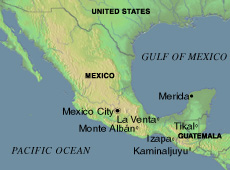 UNITED STATES
GULF OF MEXICO
MEXICO
Merida
Mexico City
La Venta
Tikal
Monte Albán
GUATEMALA
Izapa
Kaminaljuyu
PACIFIC OCEAN